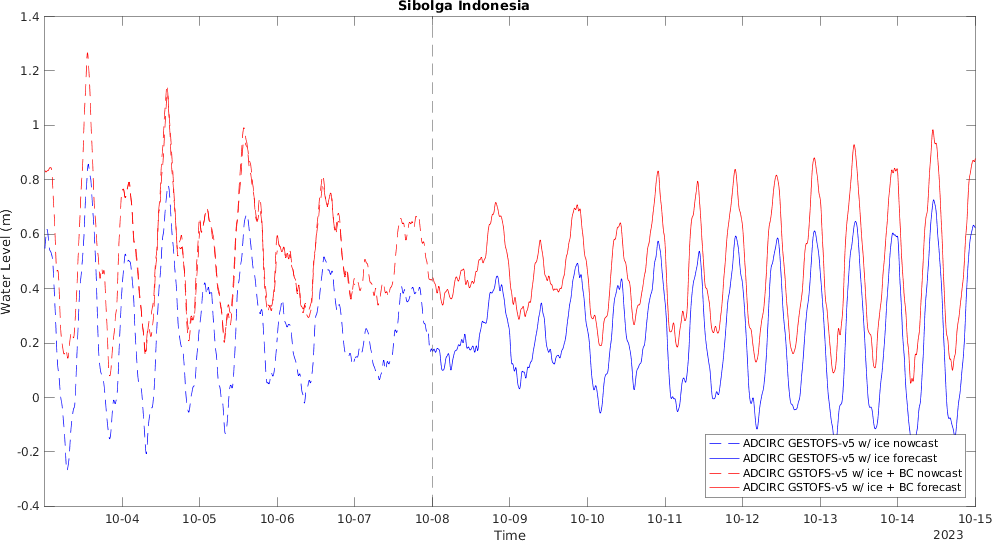 Sibolga Indonesia
Water Level (m)
1.4
1.2
1
0.8
0.6
0.4
0.2
0
-0.2
-0.4
10-04 10-05 10-06 10-07 10-08 10-09 10-10 10-11 10-12 10-13 10-14 10-15
Time
2023
ADCIRC GESTOFS-v5 w/ ice nowcast
ADCIRC GESTOFS-v5 w/ ice forecast
ADCIRC GSTOFS-v5 w/ ice + BC nowcast
ADCIRC GSTOFS-v5 w/ ice + BC forecast